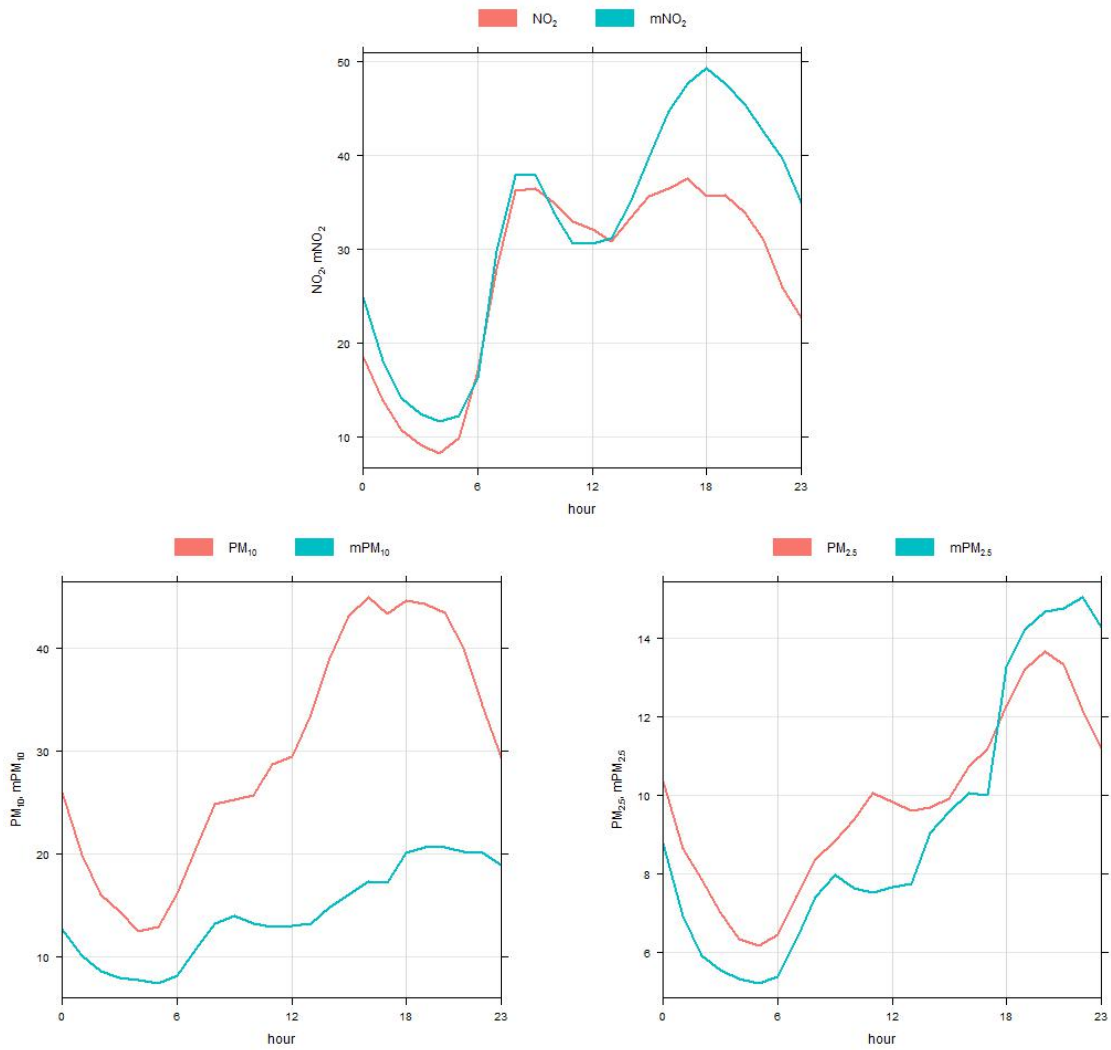 NO₂ mNO₂
50
40
30
20
10
NO₂, mNO₂
0 6 12 18 23
hour
PM₁₀ mPM₁₀
40
30
20
10
PM₁₀, mPM₁₀
0 6 12 18 23
hour
PM₂.₅ mPM₂.₅
14
12
10
8
6
PM₂.₅, mPM₂.₅
0 6 12 18 23
hour